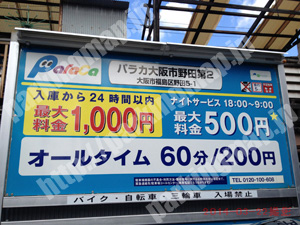 Paraca
パラカ大阪市野田第2
大阪市福島区野田5-1
入庫から24時間以内
最大料金 1,000円
ナイトサービス 18:00〜9:00
最大料金 500円
オールタイム 60分/200円
TEL 0120-100-608
バイク・自転車・三輪車 入場禁止